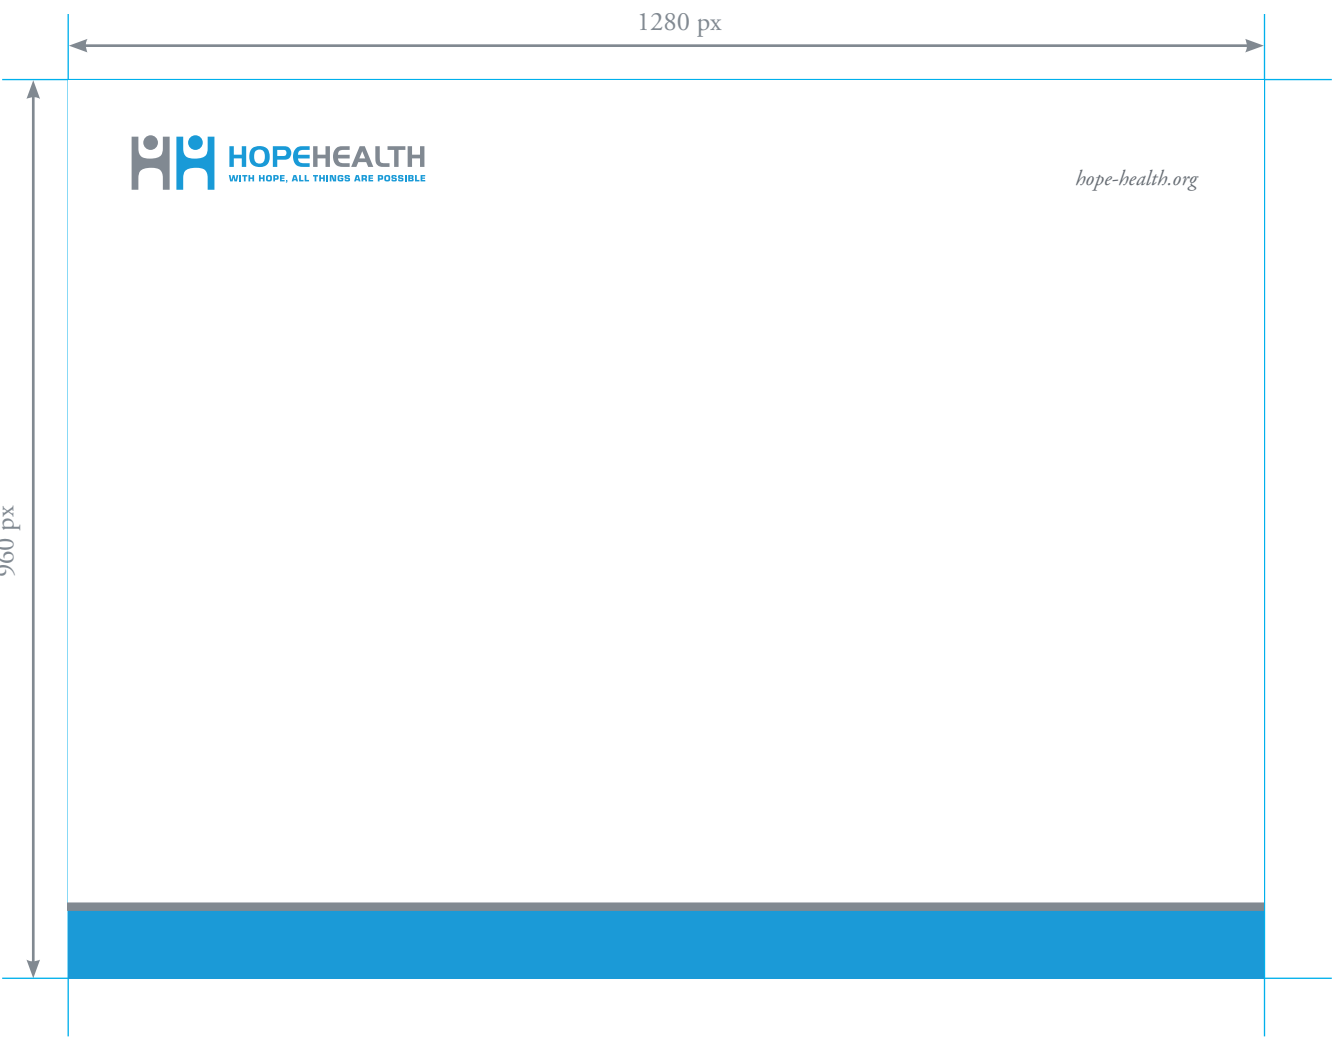 1280 px
HOPEHEALTH
WITH HOPE, ALL THINGS ARE POSSIBLE
hope-health.org
960 px